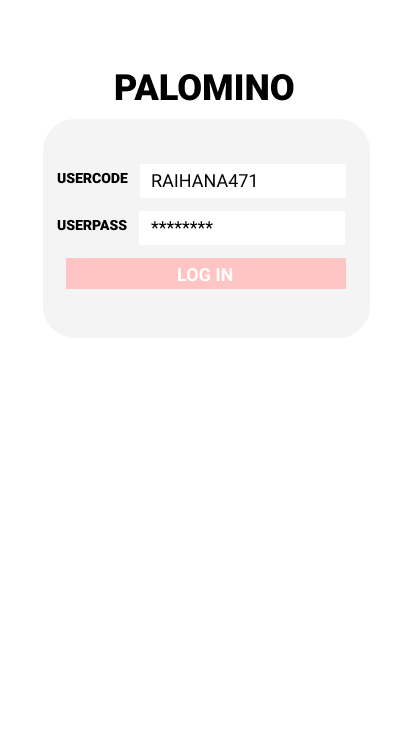 PALOMINO
USERCODE RAIHANA471
USERPASS ********
LOG IN